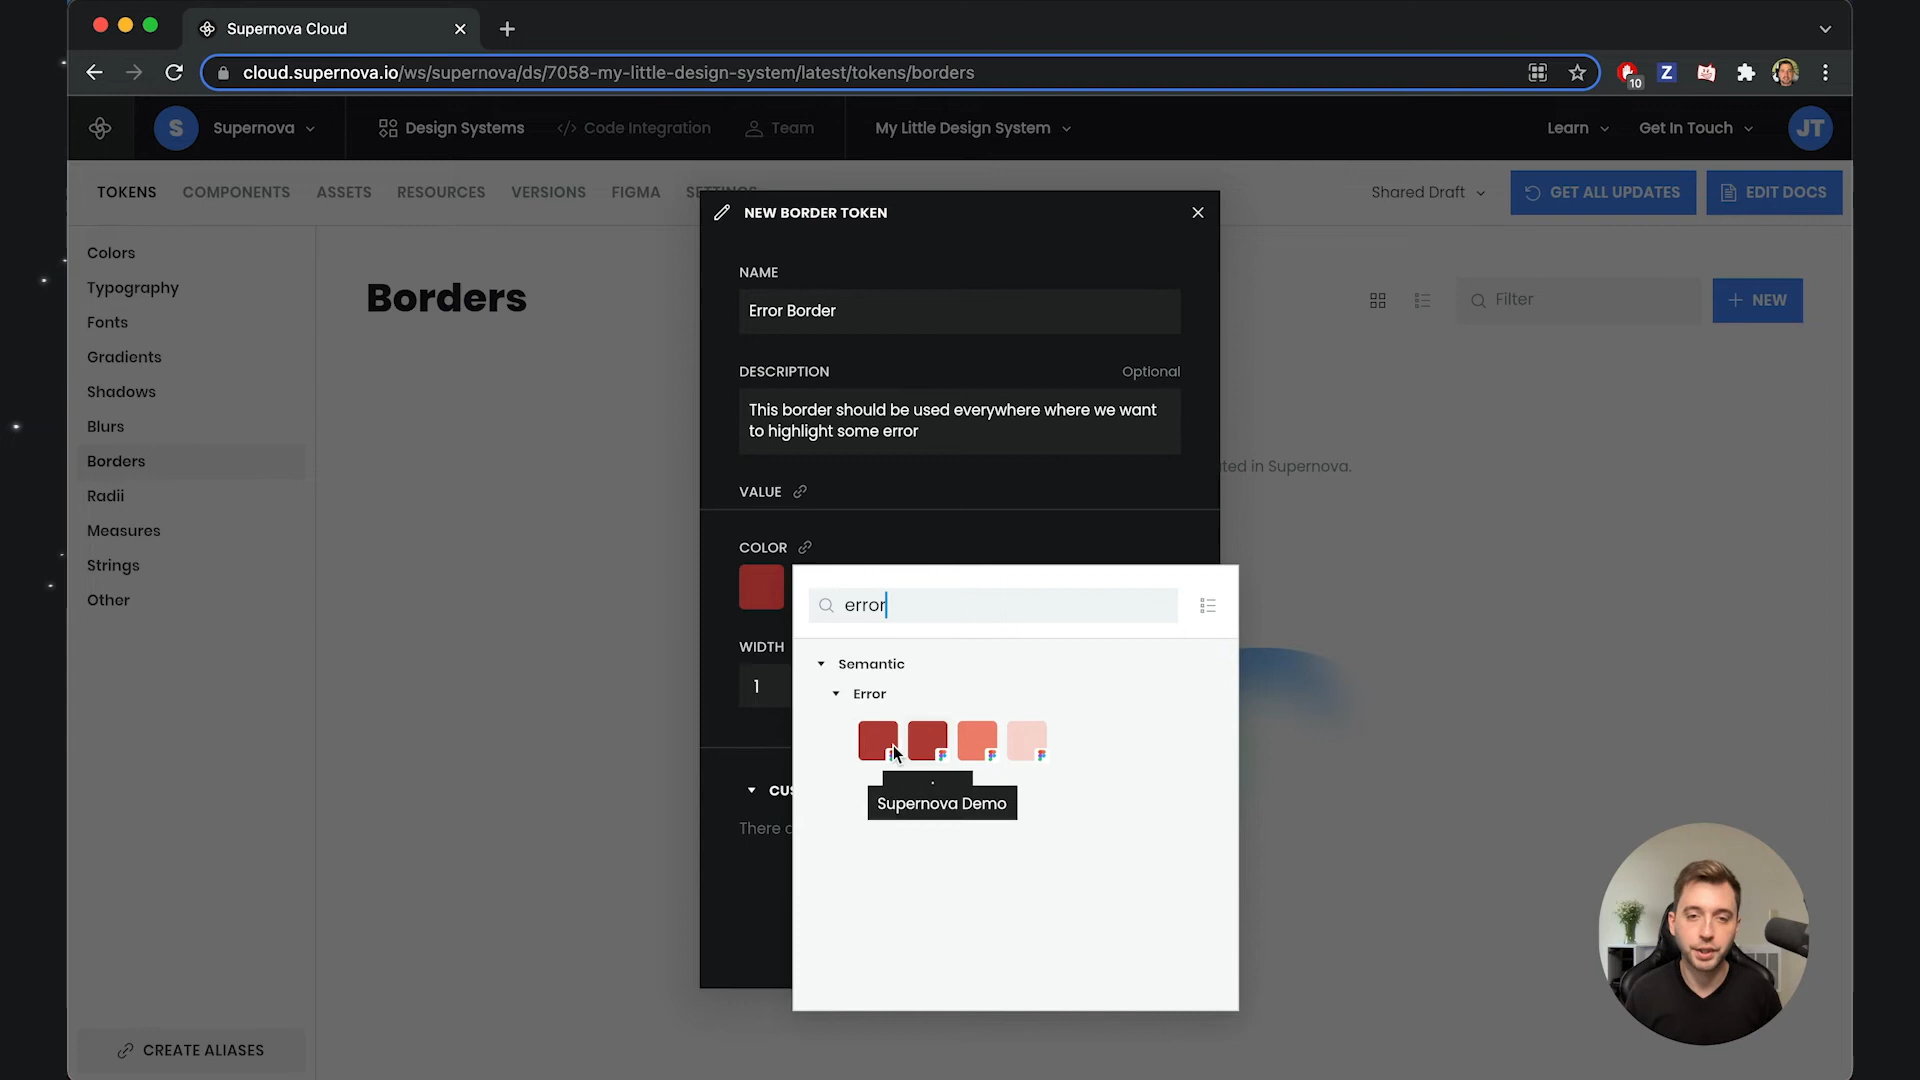 Supernova Cloud
cloud.supernova.io/ws/supernova/ds/7058-my-little-design-system/latest/tokens/borders
10
Z
S
Supernova
Design Systems
</> Code Integration
Team
My Little Design System
Learn
Get In Touch
JT
TOKENS
COMPONENTS
ASSETS
RESOURCES
VERSIONS
FIGMA
SETTINGS
Shared Draft
GET ALL UPDATES
EDIT DOCS
Colors
Typography
Fonts
Gradients
Shadows
Blurs
Borders
Radii
Measures
Strings
Other
CREATE ALIASES
Borders
Filter
NEW
ted in Supernova.
NEW BORDER TOKEN
NAME
Error Border
DESCRIPTION
Optional
This border should be used everywhere where we want
to highlight some error
VALUE
COLOR
WIDTH
1
CUS
There
error
Semantic
Error
Supernova Demo